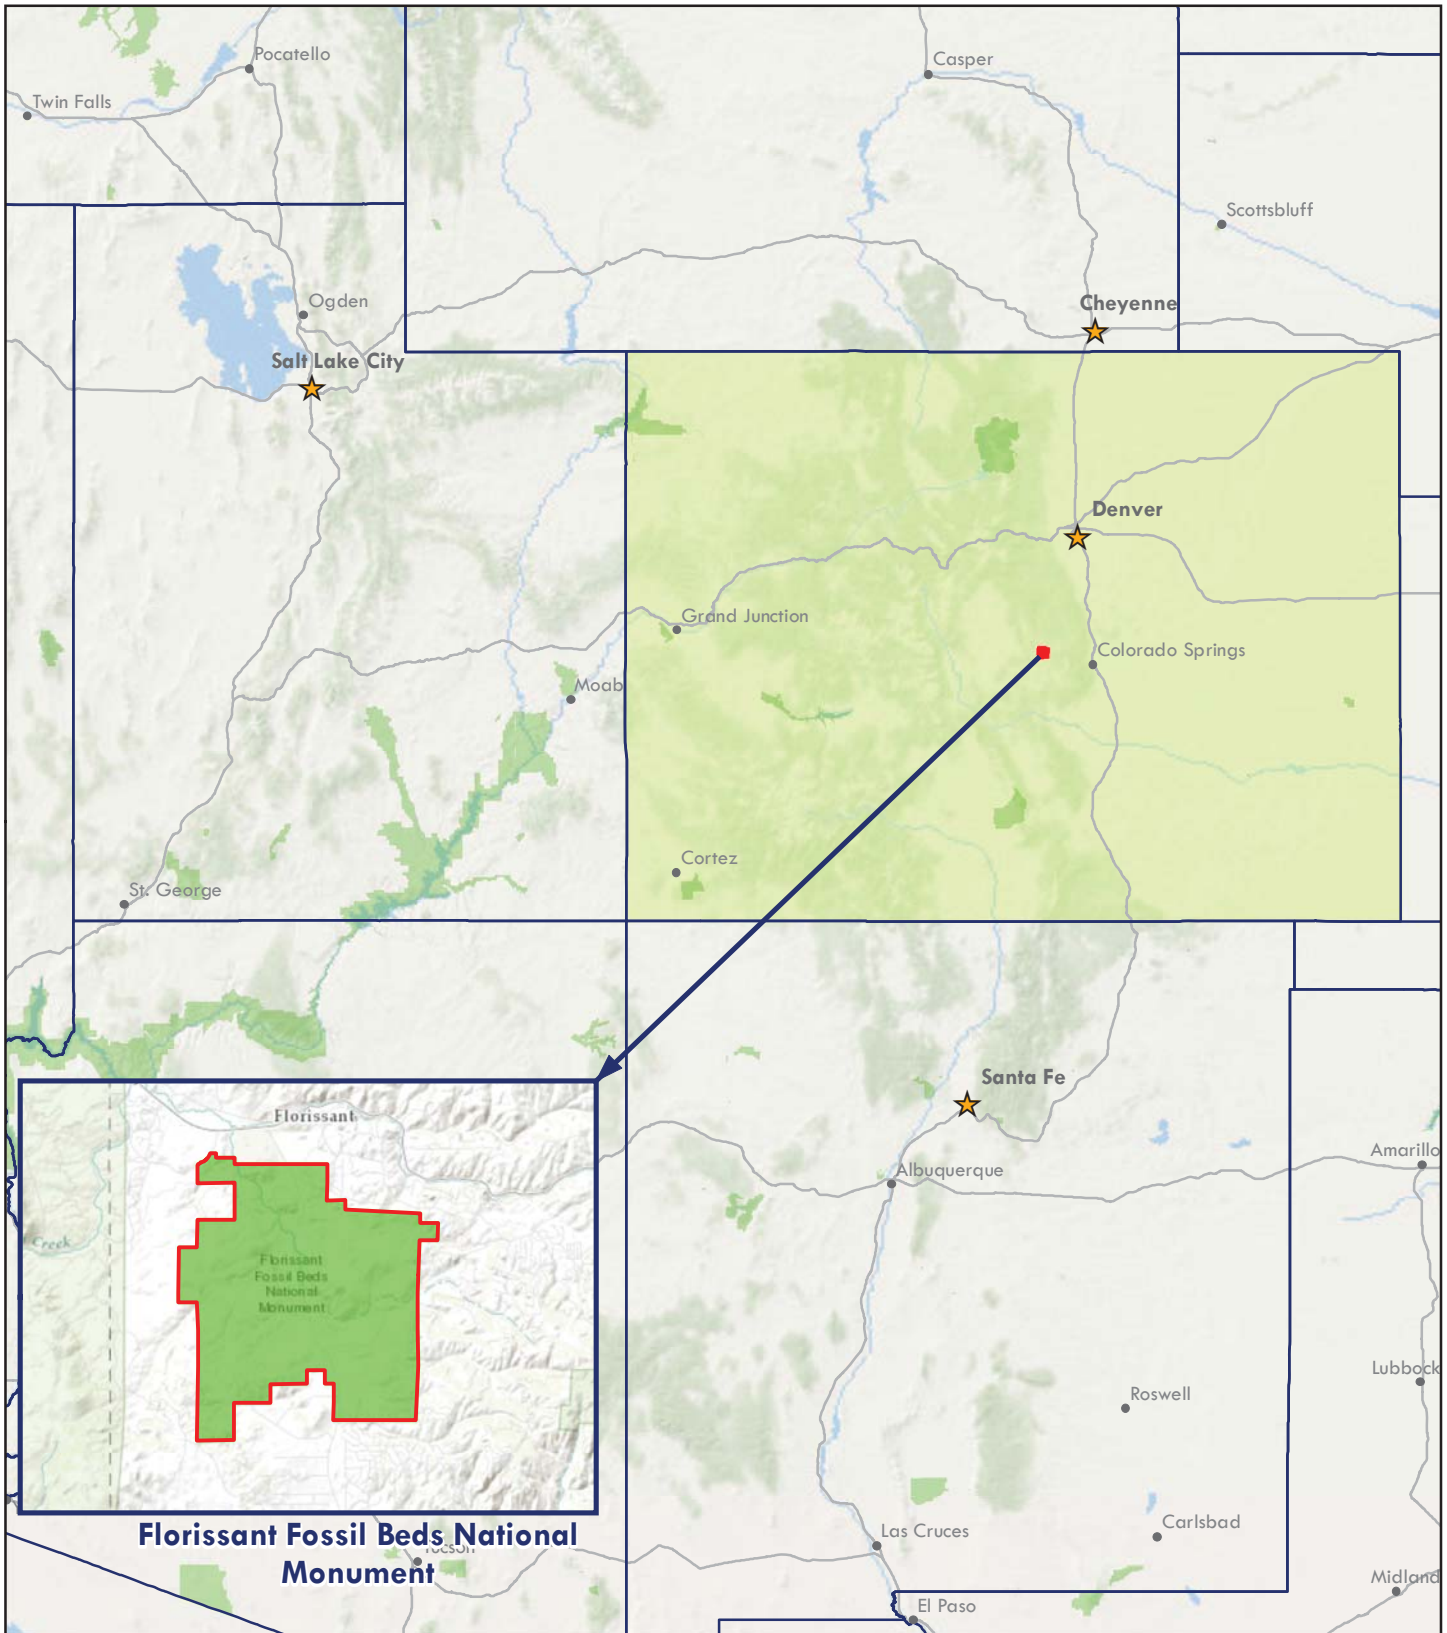 Pocatello
Casper
Twin Falls
Scottsbluff
Ogden
Cheyenne
Salt Lake City
Denver
Grand Junction
Colorado Springs
Moab
Cortez
St. George
Santa Fe
Florissant
Amarillo
Albuquerque
Creek
Florissant
Fossil Beds
National
Monument
Lubbock
Roswell
Carlsbad
Las Cruces
Florissant Fossil Beds National
Monument
Tucson
Midland
El Paso